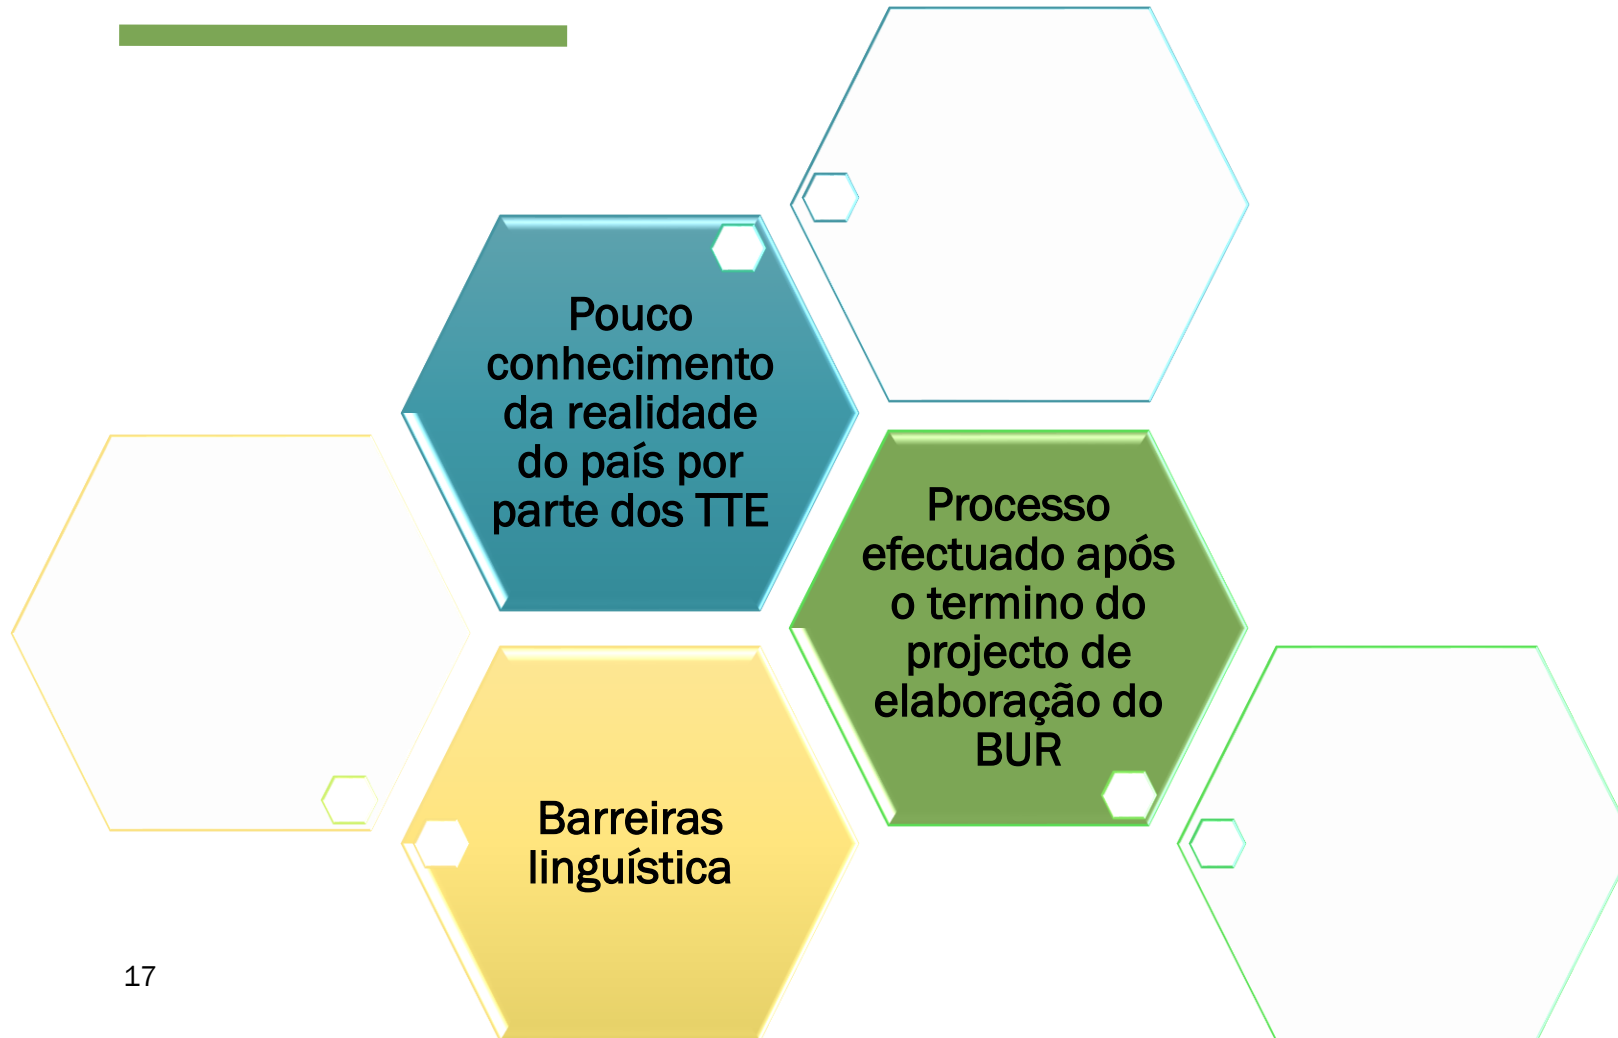 Pouco
conhecimento
da realidade
do país por
parte dos TTE
Processo
efectuado após
o termino do
projecto de
elaboração do
BUR
Barreiras
linguística
17